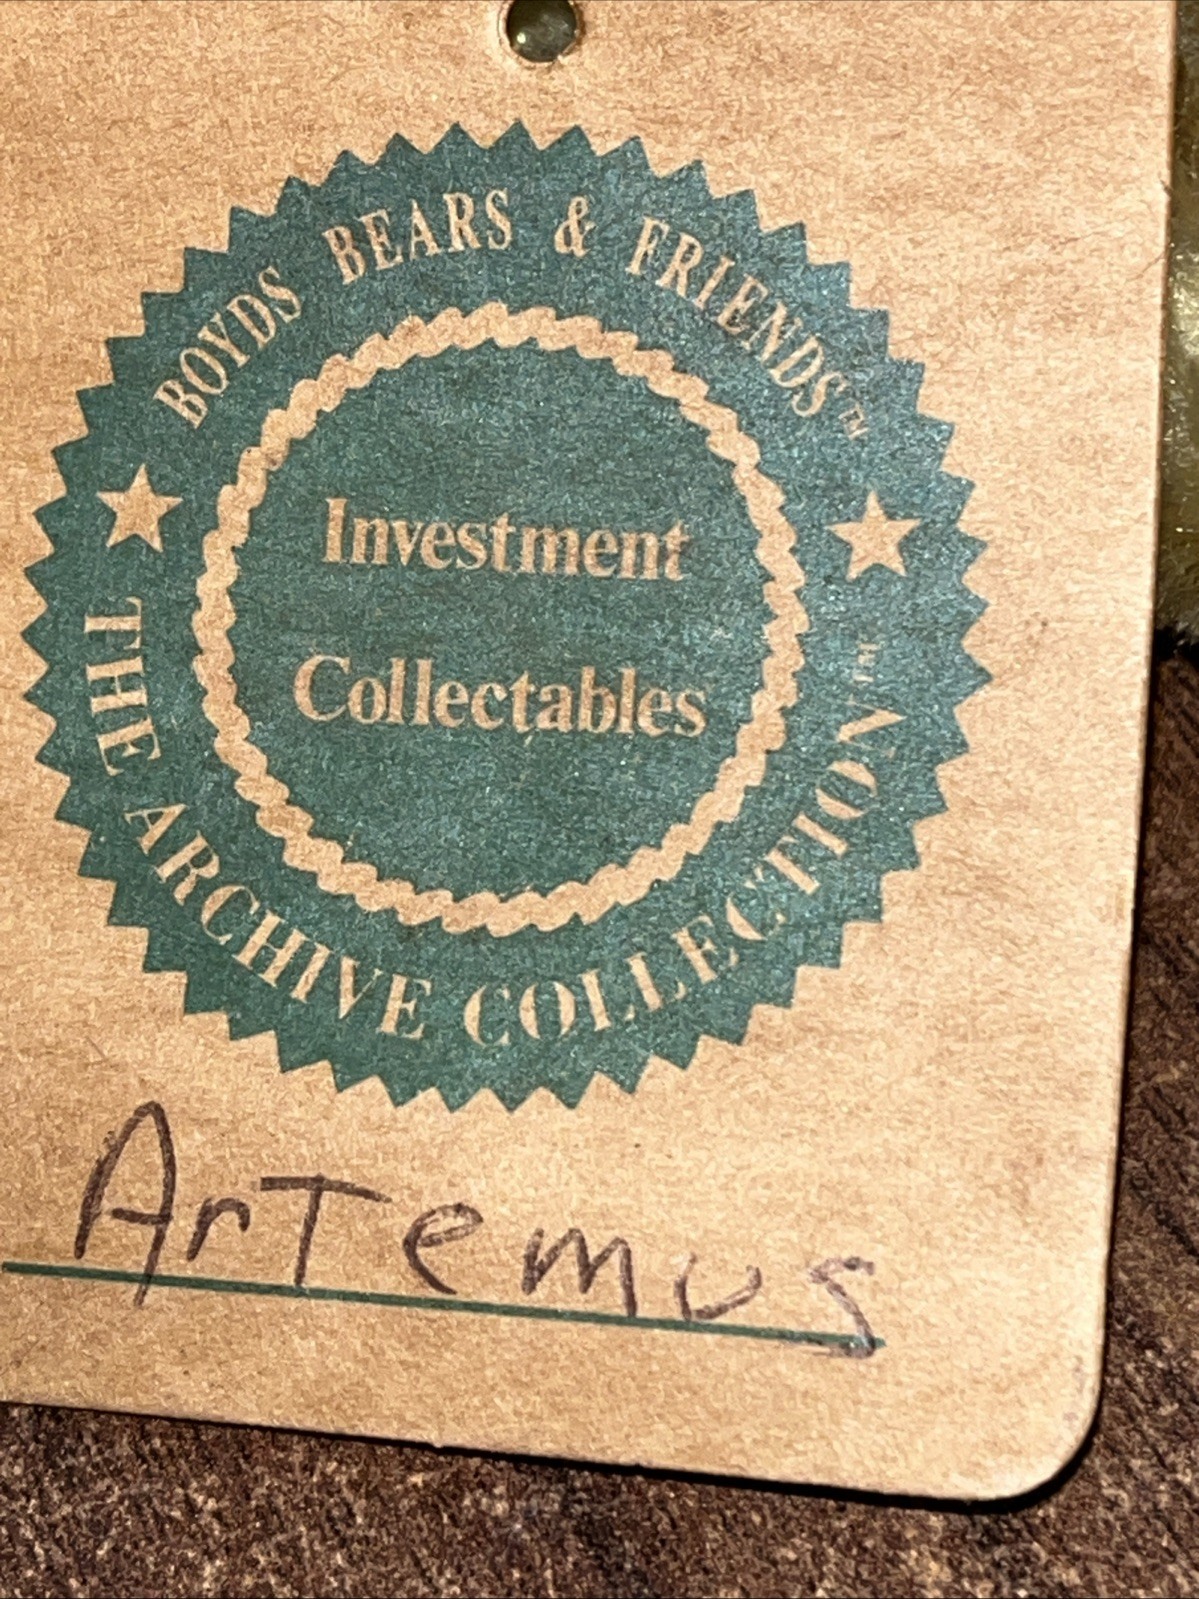 BOYDS BEARS & FRIENDS™
Investment
Collectables
THE ARCHIVE COLLECTION™
Artemus